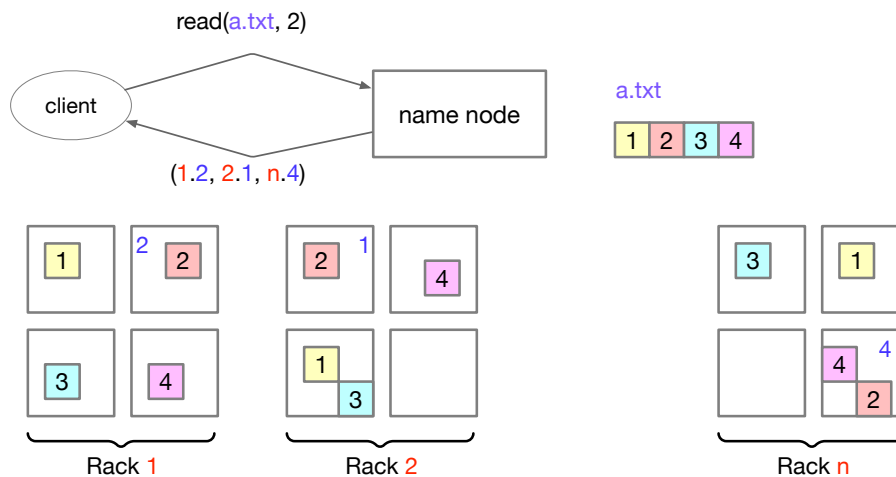 read(a.txt, 2)
client
name node
a.txt
1 2 3 4
(1.2, 2.1, n.4)
1 2 2 2 1 4 3 1
3 4 1 3 4 4 2
Rack 1 Rack 2 Rack n